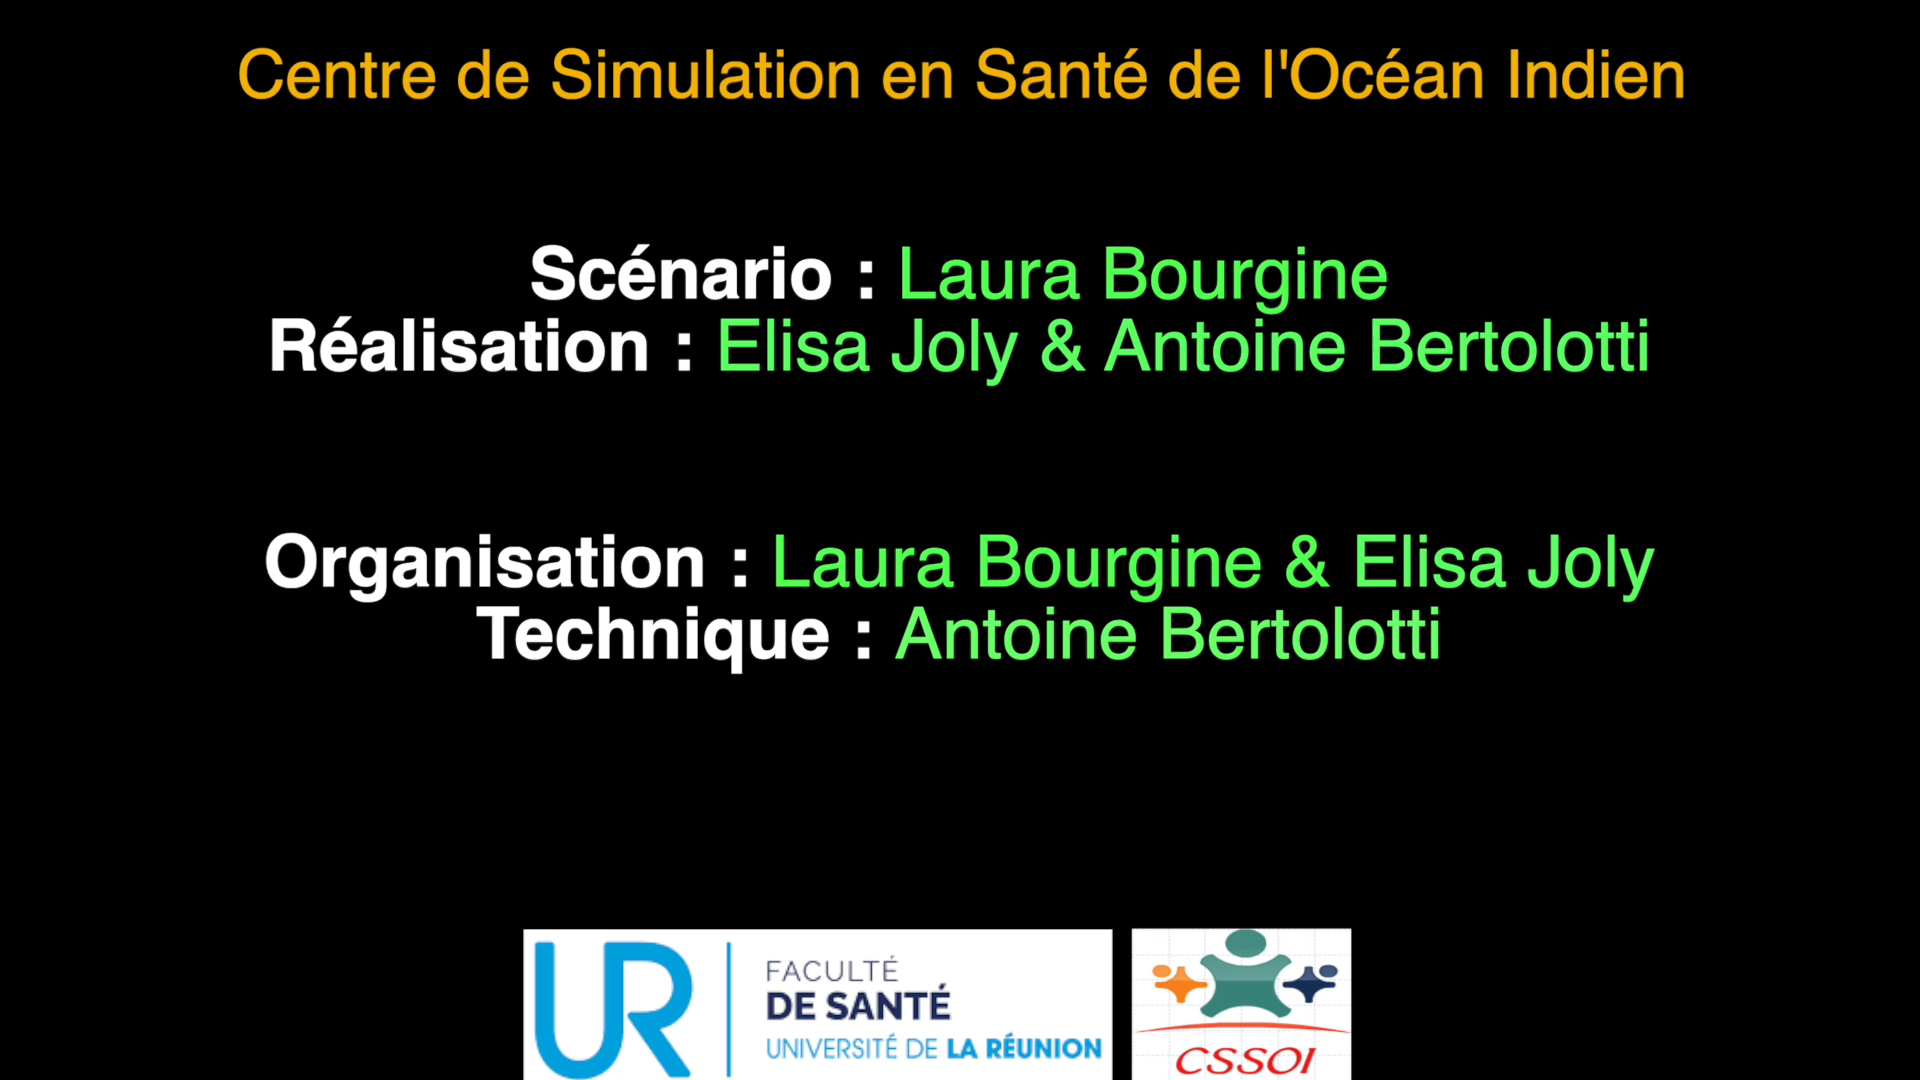 Centre de Simulation en Santé de l'Océan Indien
Scénario : Laura Bourgine
Réalisation : Elisa Joly & Antoine Bertolotti
Organisation : Laura Bourgine & Elisa Joly
Technique : Antoine Bertolotti
UR
FACULTÉ
DE SANTÉ
UNIVERSITÉ DE LA RÉUNION
CSSOI